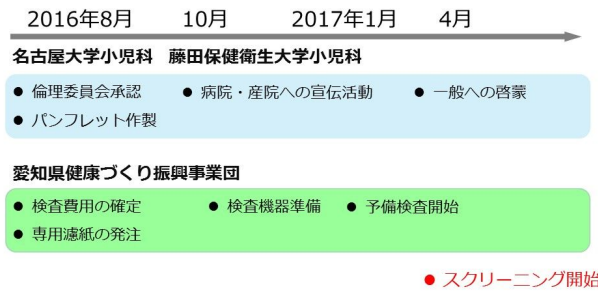 2016年8月 10月 2017年1月 4月
名古屋大学小児科 藤田保健衛生大学小児科
● 倫理委員会承認 ● 病院・産院への宣伝活動 ● 一般への啓蒙
● パンフレット作製
愛知県健康づくり振興事業団
● 検査費用の確定 ● 検査機器準備 ● 予備検査開始
● 専用濾紙の発注
● スクリーニング開始